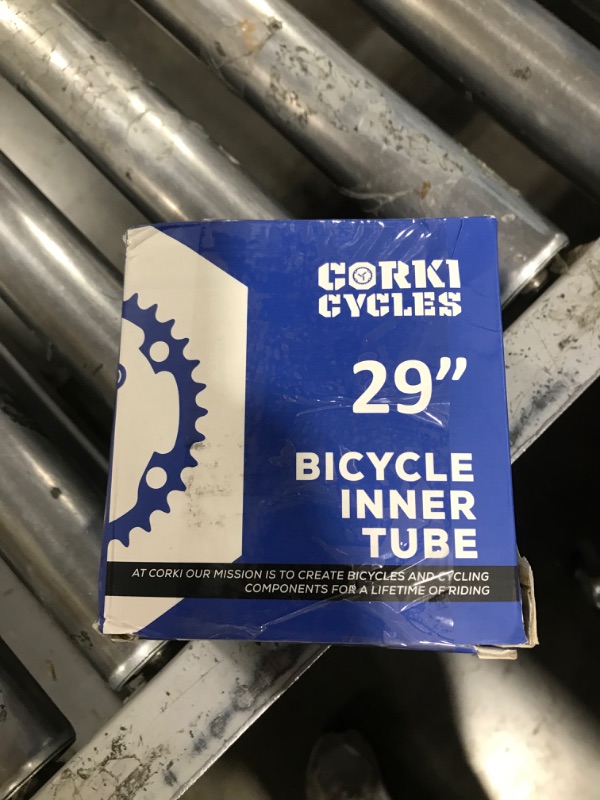 CORKI
CYCLES
29”
BICYCLE
INNER
TUBE
AT CORKI OUR MISSION IS TO CREATE BICYCLES AND CYCLING
COMPONENTS FOR A LIFETIME OF RIDING